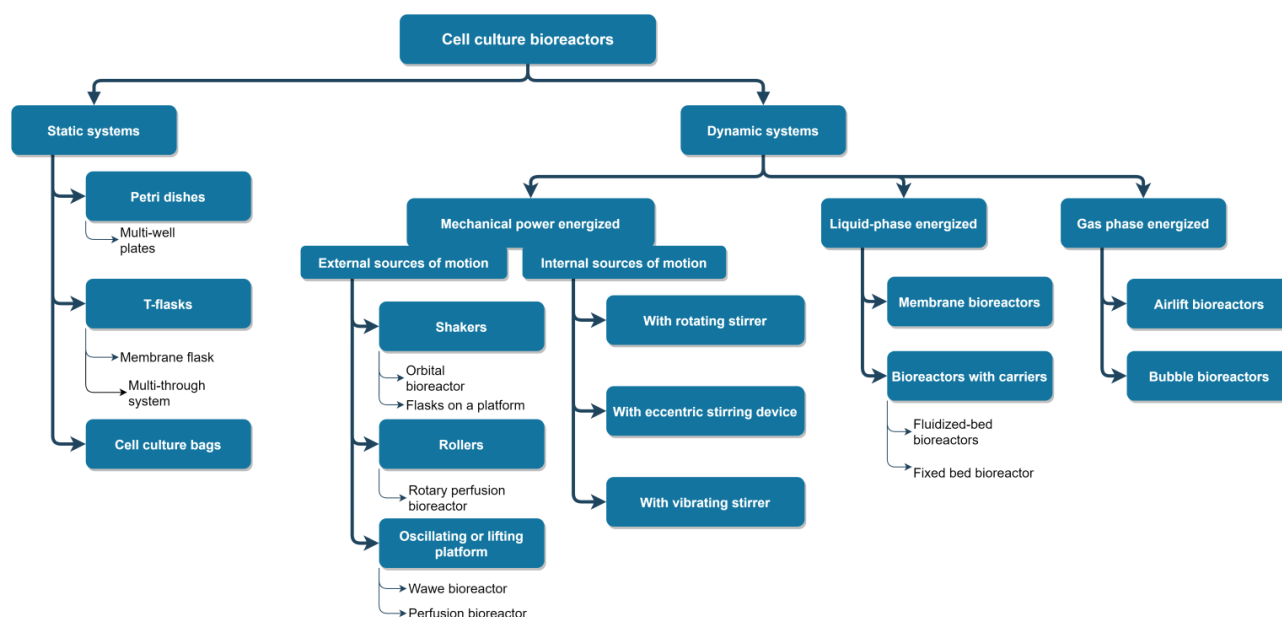 Cell culture bioreactors
Static systems
Petri dishes
Multi-well
plates
T-flasks
Membrane flask
Multi-through
system
Cell culture bags
Dynamic systems
Mechanical power energized
External sources of motion
Shakers
Orbital
bioreactor
Flasks on a platform
Rollers
Rotary perfusion
bioreactor
Oscillating or lifting
platform
Wawe bioreactor
Perfusion bioreactor
Internal sources of motion
With rotating stirrer
With eccentric stirring device
With vibrating stirrer
Liquid-phase energized
Membrane bioreactors
Bioreactors with carriers
Fluidized-bed
bioreactors
Fixed bed bioreactor
Gas phase energized
Airlift bioreactors
Bubble bioreactors